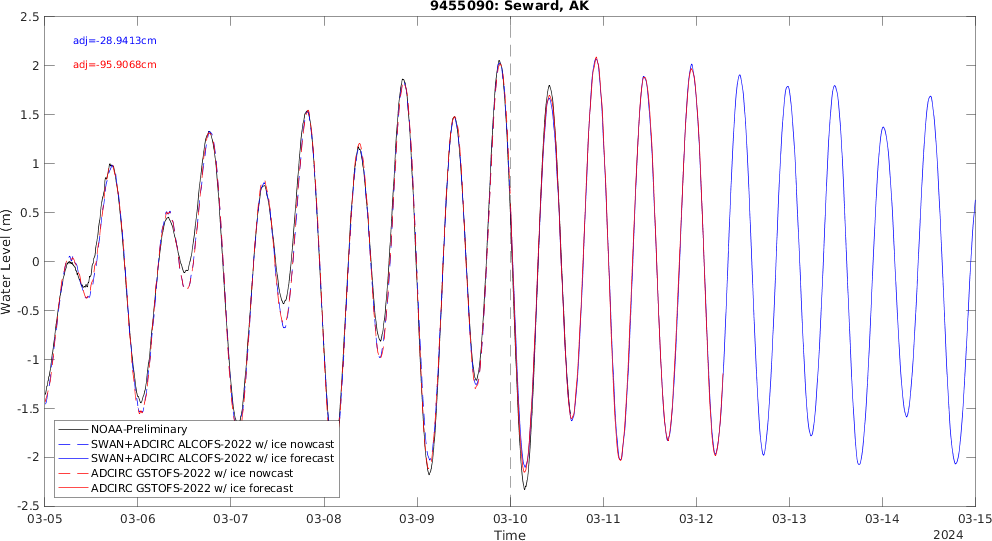 9455090: Seward, AK
adj=-28.9413cm
adj=-95.9068cm
Water Level (m)
2.5
2
1.5
1
0.5
0
-0.5
-1
-1.5
-2
-2.5
NOAA-Preliminary
SWAN+ADCIRC ALCOFS-2022 w/ ice nowcast
SWAN+ADCIRC ALCOFS-2022 w/ ice forecast
ADCIRC GSTOFS-2022 w/ ice nowcast
ADCIRC GSTOFS-2022 w/ ice forecast
03-05 03-06 03-07 03-08 03-09 03-10 03-11 03-12 03-13 03-14 03-15
Time
2024